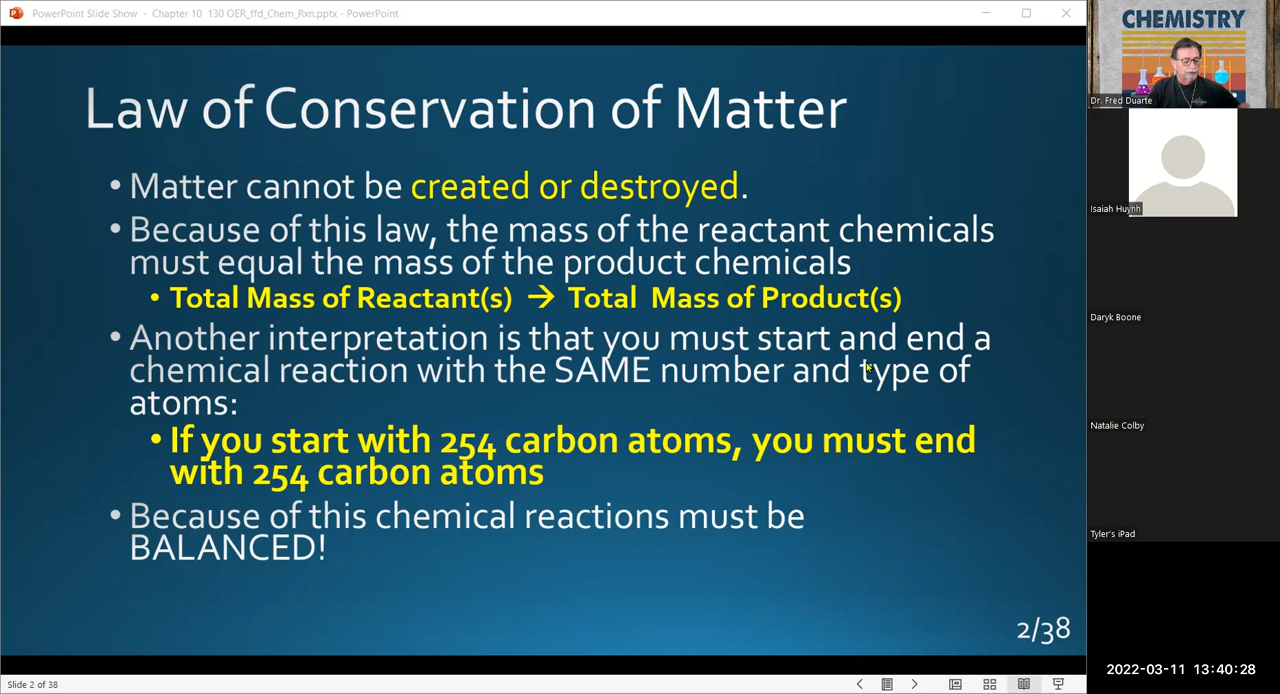 PowerPoint Slide Show - Chapter 10 130 OER_ffd_Chem_Rxn.pptx - PowerPoint
Law of Conservation of Matter
• Matter cannot be created or destroyed.
• Because of this law, the mass of the reactant chemicals
must equal the mass of the product chemicals
• Total Mass of Reactant(s) → Total Mass of Product(s)
• Another interpretation is that you must start and end a
chemical reaction with the SAME number and type of
atoms:
• If you start with 254 carbon atoms, you must end
with 254 carbon atoms
• Because of this chemical reactions must be
BALANCED!
2/38
Slide 2 of 38
CHEMISTRY
Dr. Fred Duarte
Isaiah Huynh
Daryk Boone
Natalie Colby
Tyler's iPad
2022-03-11 13:40:28